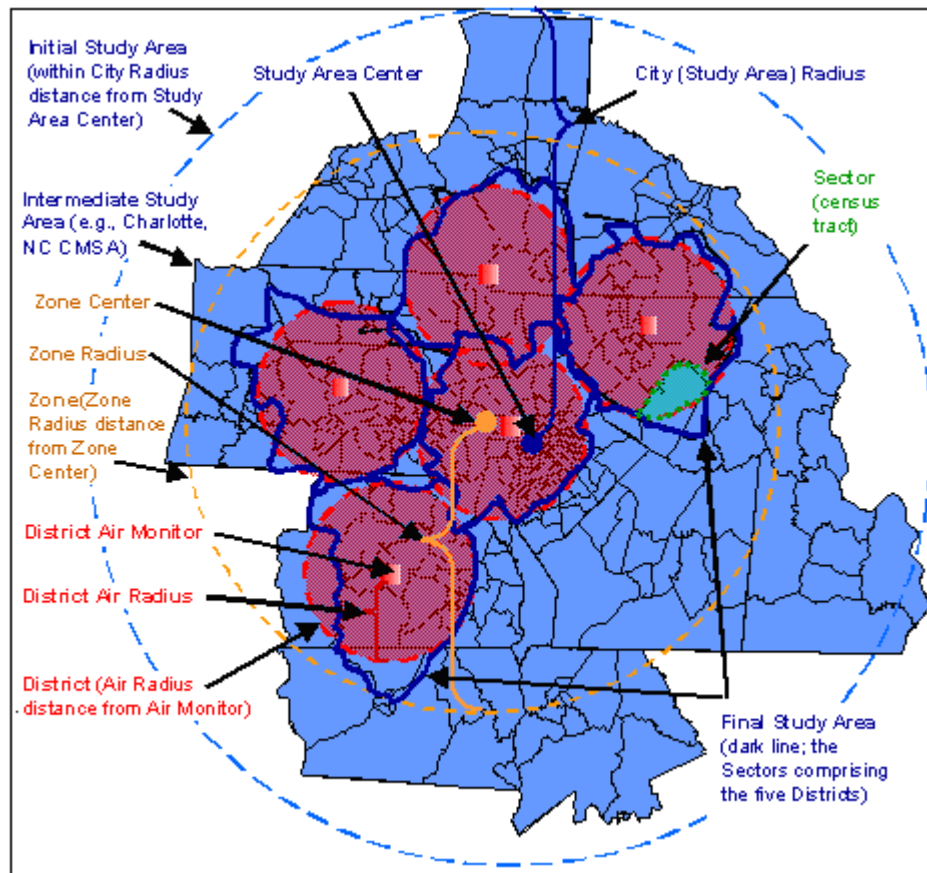 Initial Study Area
(within City Radius
distance from Study
Area Center)
Study Area Center
City (Study Area) Radius
Sector
(census
tract)
Intermediate Study
Area (e.g., Charlotte,
NC CMSA)
Zone Center
Zone Radius
Zone(Zone
Radius distance
from Zone
Center)
District Air Monitor
District Air Radius
District (Air Radius
distance from Air Monitor)
Final Study Area
(dark line; the
Sectors comprising
the five Districts)